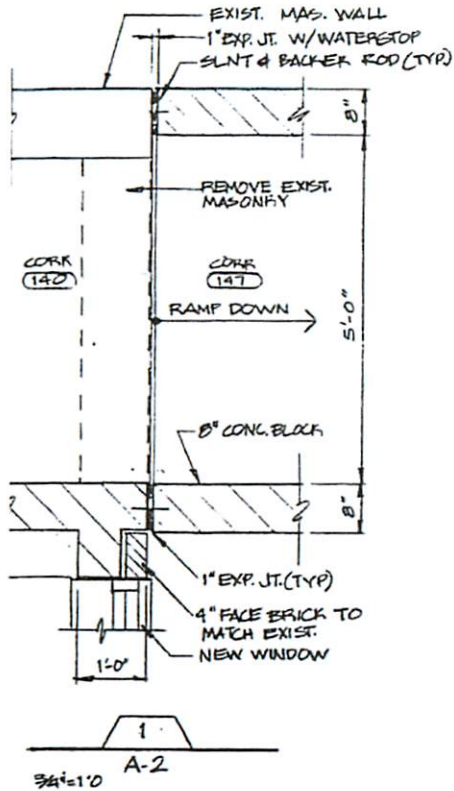 EXIST. MAS. WALL
1" EXP. JT. W/WATERSTOP
SLNT & BACKER ROD (TYP)
8"
REMOVE EXIST.
MASONRY
CORR
140
CORR
147
RAMP DOWN
5'-0"
8" CONC. BLOCK
8"
1" EXP. JT. (TYP)
4" FACE BRICK TO
MATCH EXIST.
NEW WINDOW
1'-0"
1
A-2
3/4"=1'0